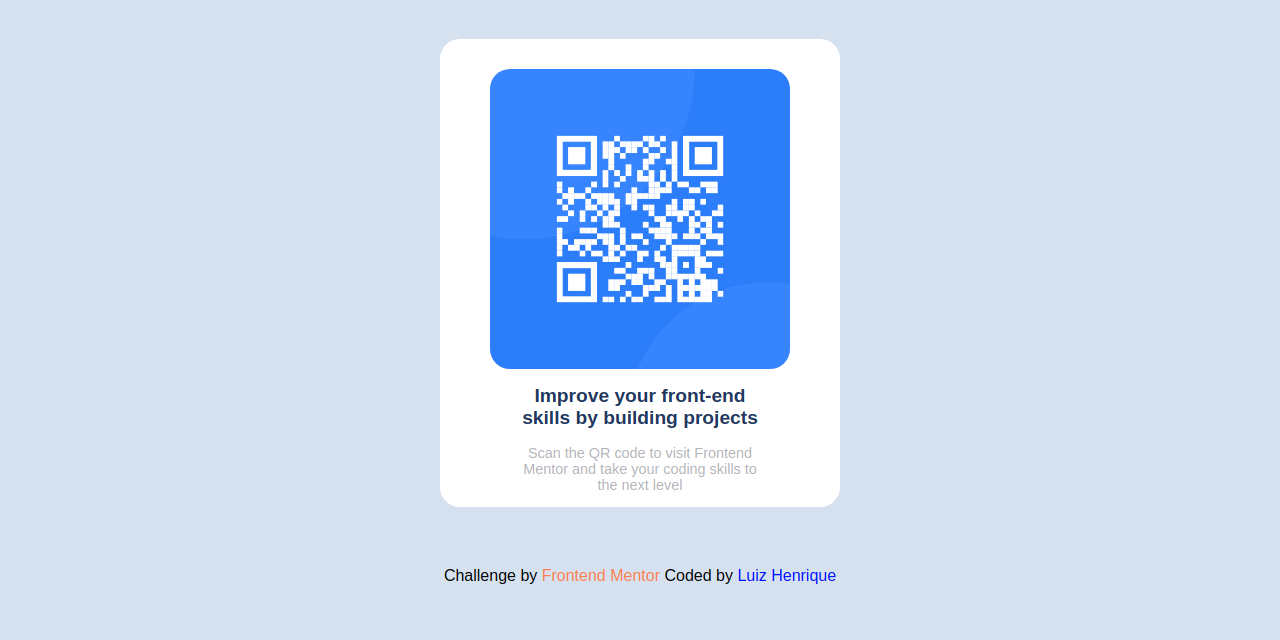 Improve your front-end
skills by building projects
Scan the QR code to visit Frontend
Mentor and take your coding skills to
the next level
Challenge by Frontend Mentor Coded by Luiz Henrique